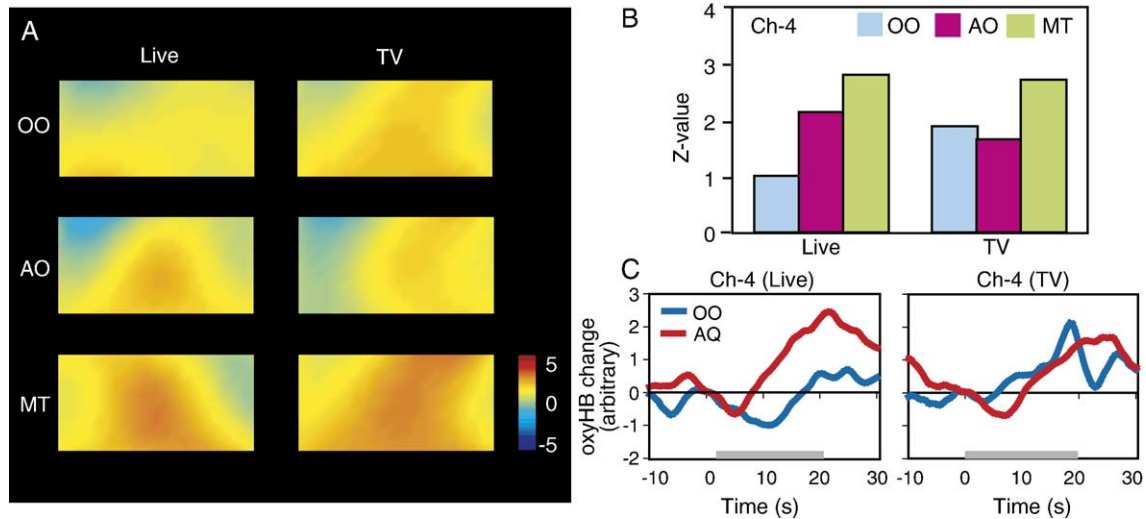 A
Live TV
OO
AO
MT
5
0
-5
B
Ch-4 OO AO MT
4
3
2
1
0
Z-value
Live TV
C
Ch-4 (Live) Ch-4 (TV)
OO
AQ
3
2
1
0
-1
-2
oxyHB change
(arbitrary)
-10 0 10 20 30 -10 0 10 20 30
Time (s) Time (s)